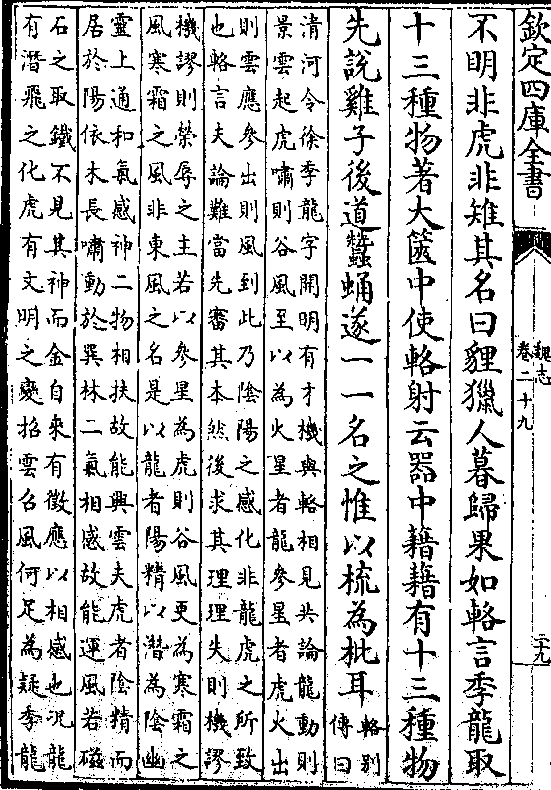 欽定四庫全書
魏志
卷二十九
二十九
不明非虎非雉其名曰貍獵人暮歸果如輅言季龍取
十三種物著大篋中使輅射云器中藉藉有十三種物
先說雞子後道蠶蛹遂一一名之惟以梳為枇耳
輅別
傳曰
清河令徐季龍字開明有才機與輅相見共論龍動則
景雲起虎嘯則谷風至以為火星者龍參星者虎火出
則雲應參出則風到此乃陰陽之感化非龍虎之所致
也輅言夫論難當先審其本然後求其理理失則機謬
機謬則榮辱之主若以參星為虎則谷風更為寒霜之
風寒霜之風非東風之名是以龍者陽精以潛為陰幽
靈上通和氣感神二物相扶故能興雲夫虎者陰精而
居於陽依木長嘯動於巽林二氣相感故能運風若磁
石之取鐵不見其神而金自來有徵應以相感也況龍
有潛飛之化虎有文明之變招雲召風何足為疑季龍